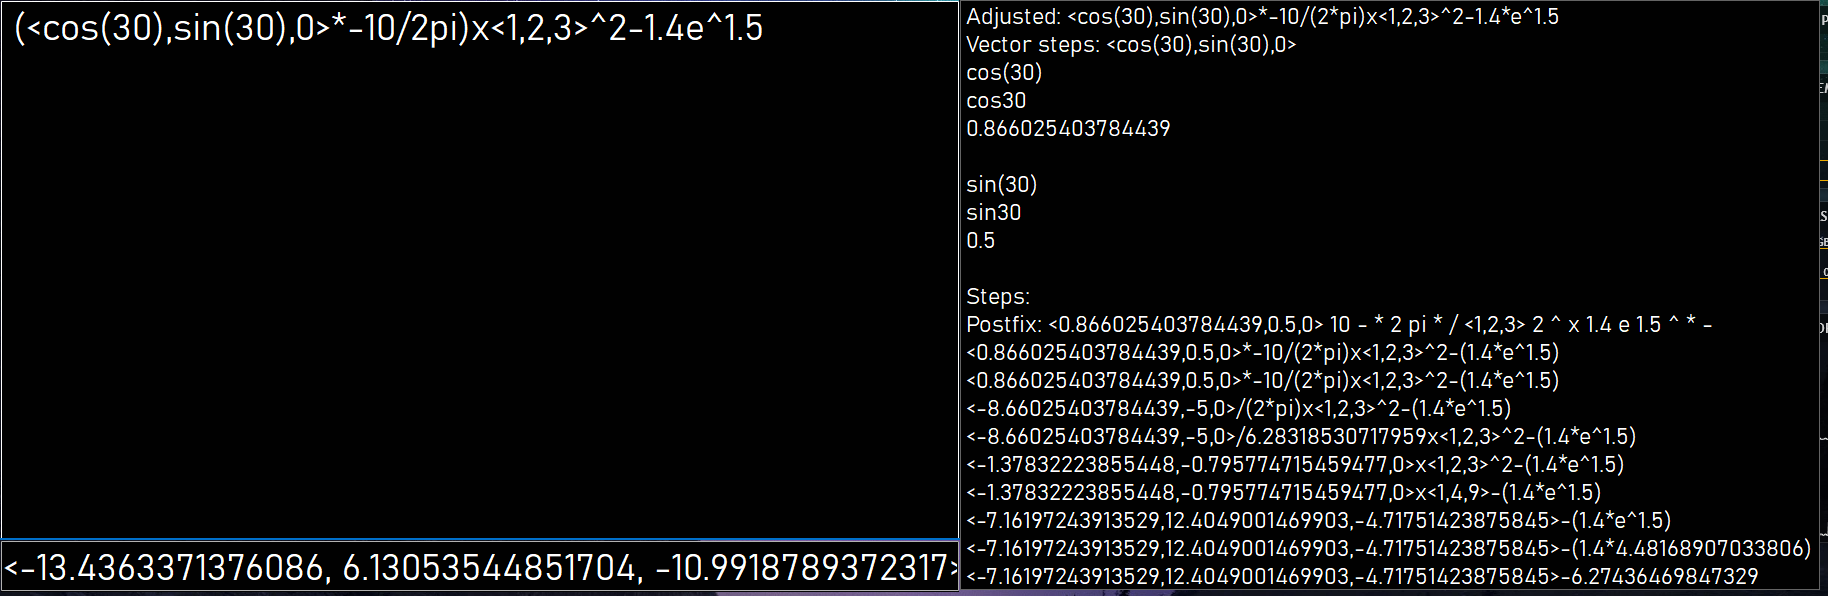 (<cos(30),sin(30),0>*-10/2pi)x<1,2,3>^2-1.4e^1.5
<-13.4363371376086, 6.13053544851704, -10.9918789372317>
Adjusted: <cos(30),sin(30),0>*-10/(2*pi)x<1,2,3>^2-1.4*e^1.5
Vector steps: <cos(30),sin(30),0>
cos(30)
cos30
0.866025403784439
sin(30)
sin30
0.5
Steps:
Postfix: <0.866025403784439,0.5,0> 10 - * 2 pi * / <1,2,3> 2 ^ x 1.4 e 1.5 ^ * -
<0.866025403784439,0.5,0>*-10/(2*pi)x<1,2,3>^2-(1.4*e^1.5)
<0.866025403784439,0.5,0>*-10/(2*pi)x<1,2,3>^2-(1.4*e^1.5)
<-8.66025403784439,-5,0>/(2*pi)x<1,2,3>^2-(1.4*e^1.5)
<-8.66025403784439,-5,0>/6.28318530717959x<1,2,3>^2-(1.4*e^1.5)
<-1.37832223855448,-0.795774715459477,0>x<1,2,3>^2-(1.4*e^1.5)
<-1.37832223855448,-0.795774715459477,0>x<1,4,9>-(1.4*e^1.5)
<-7.16197243913529,12.4049001469903,-4.71751423875845>-(1.4*e^1.5)
<-7.16197243913529,12.4049001469903,-4.71751423875845>-(1.4*4.48168907033806)
<-7.16197243913529,12.4049001469903,-4.71751423875845>-6.27436469847329